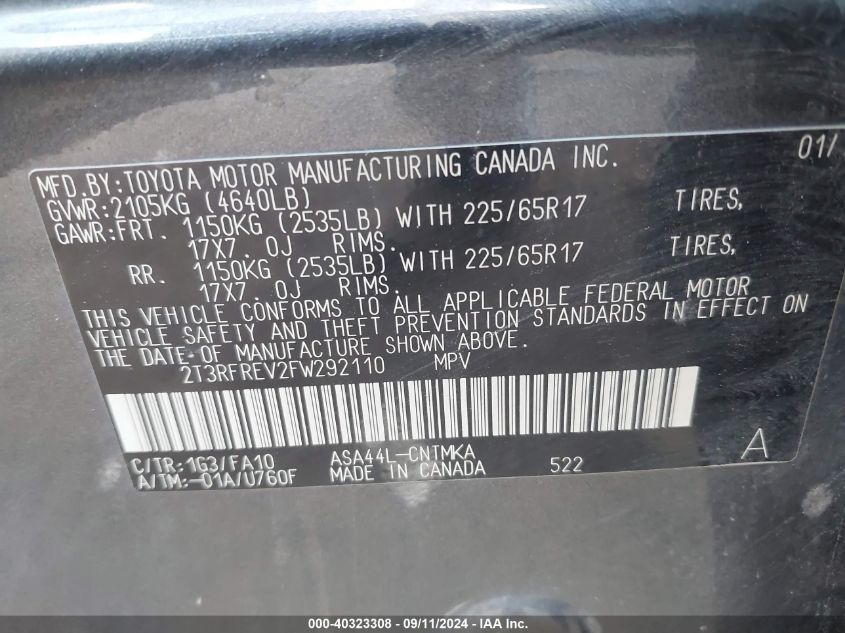 MFD. BY:TOYOTA MOTOR MANUFACTURING CANADA INC. 01/
GVWR:2105KG (4640LB)
GAWR:FRT. 1150KG (2535LB) WITH 225/65R17 TIRES,
17X7. 0J RIMS.
RR. 1150KG (2535LB) WITH 225/65R17 TIRES,
17X7. 0J RIMS.
THIS VEHICLE CONFORMS TO ALL APPLICABLE FEDERAL MOTOR
VEHICLE SAFETY AND THEFT PREVENTION STANDARDS IN EFFECT ON
THE DATE OF MANUFACTURE SHOWN ABOVE.
2T3RFREV2FW292110 MPV
C/TR:1G3/FA10 ASA44L-CNTMKA
A/TM:-01A/U760F MADE IN CANADA 522 A
000-40323308 - 09/11/2024 - IAA Inc.